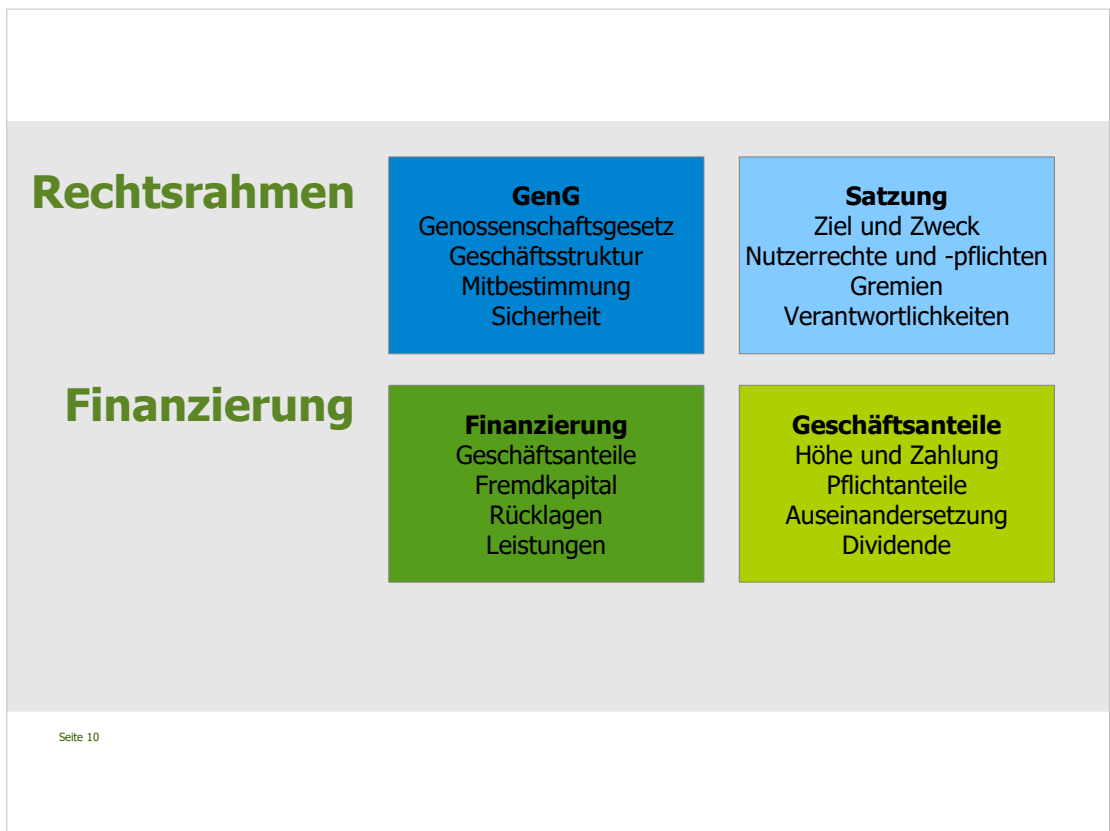 Rechtsrahmen
GenG
Genossenschaftsgesetz
Geschäftsstruktur
Mitbestimmung
Sicherheit
Satzung
Ziel und Zweck
Nutzerrechte und -pflichten
Gremien
Verantwortlichkeiten
Finanzierung
Finanzierung
Geschäftsanteile
Fremdkapital
Rücklagen
Leistungen
Geschäftsanteile
Höhe und Zahlung
Pflichtanteile
Auseinandersetzung
Dividende
Seite 10